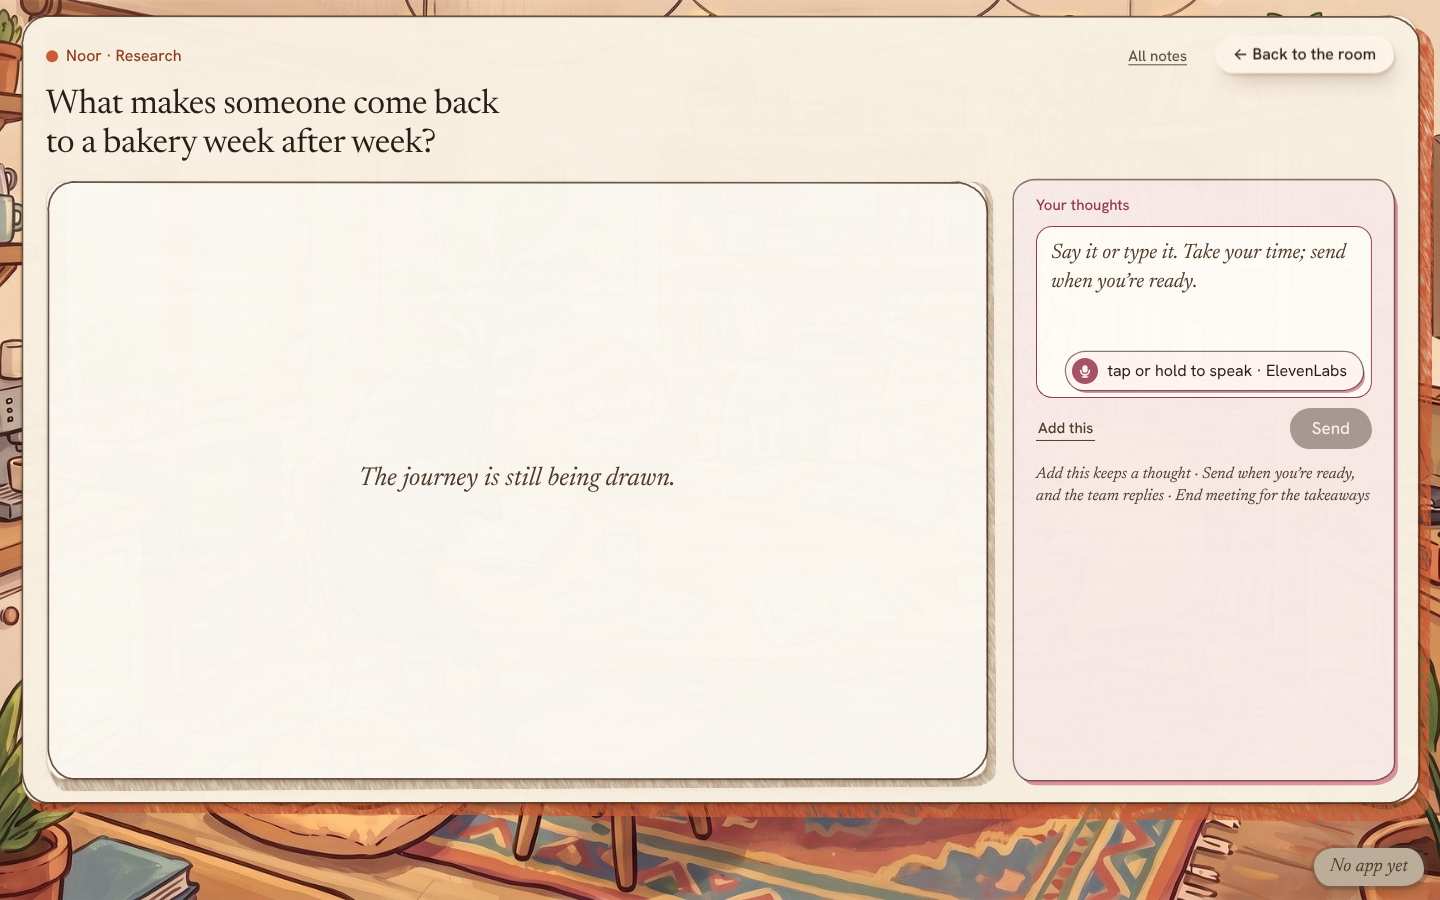 Noor · Research
All notes
← Back to the room
What makes someone come back
to a bakery week after week?
Your thoughts
Say it or type it. Take your time; send
when you’re ready.
tap or hold to speak · ElevenLabs
Add this
Send
Add this keeps a thought · Send when you’re ready,
and the team replies · End meeting for the takeaways
The journey is still being drawn.
No app yet